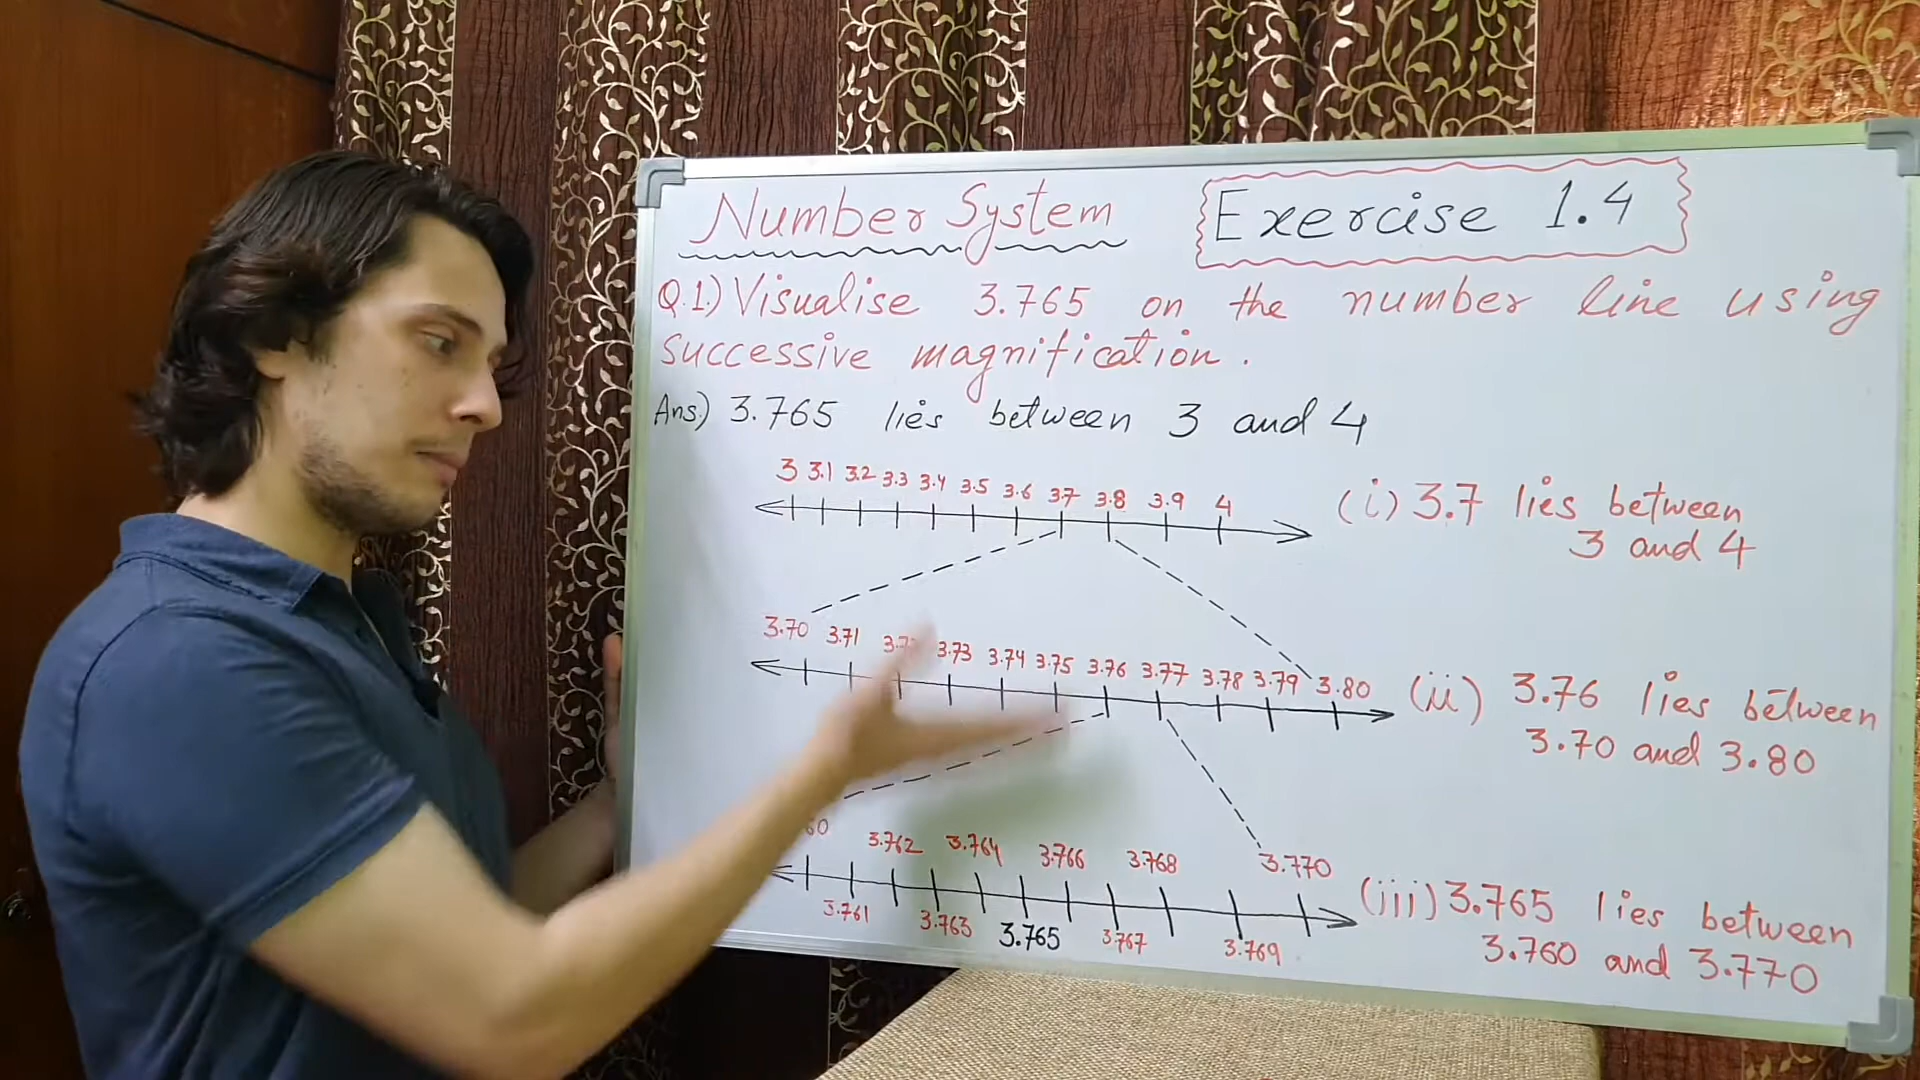 Number System
Exercise 1.4
Q.1.) Visualise 3.765 on the number line using
successive magnification.
Ans.) 3.765 lies between 3 and 4
3 3.1 3.2 3.3 3.4 3.5 3.6 3.7 3.8 3.9 4
(i) 3.7 lies between
3 and 4
3.70 3.71 3.73 3.74 3.75 3.76 3.77 3.78 3.79 3.80
(ii) 3.76 lies between
3.70 and 3.80
3.762 3.764 3.766 3.768 3.770
3.761 3.763 3.765 3.767 3.769
(iii) 3.765 lies between
3.760 and 3.770